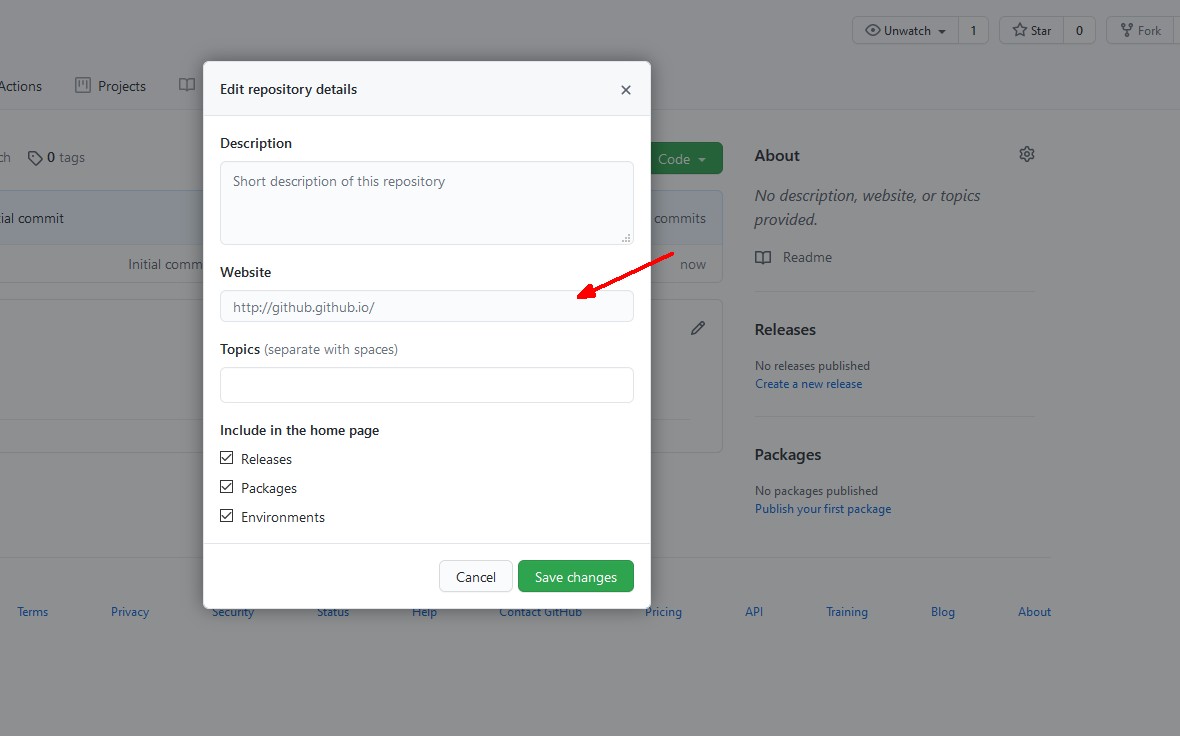 Unwatch 1 Star 0 Fork
Actions Projects
Edit repository details
Description
Short description of this repository
Website
http://github.github.io/
Topics (separate with spaces)
Include in the home page
Releases
Packages
Environments
Cancel Save changes
0 tags
Code
commit commits
Initial now
About
No description, website, or topics
provided.
Readme
Releases
No releases published
Create a new release
Packages
No packages published
Publish your first package
Terms Privacy Security Status Help Contact GitHub Pricing API Training Blog About